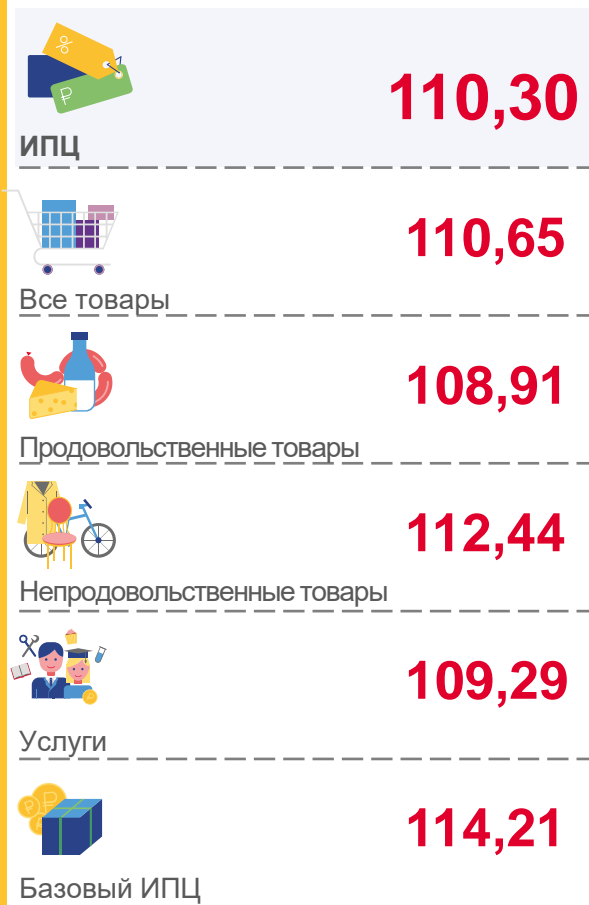 110,30
ИПЦ
110,65
Все товары
108,91
Продовольственные товары
112,44
Непродовольственные товары
109,29
Услуги
114,21
Базовый ИПЦ